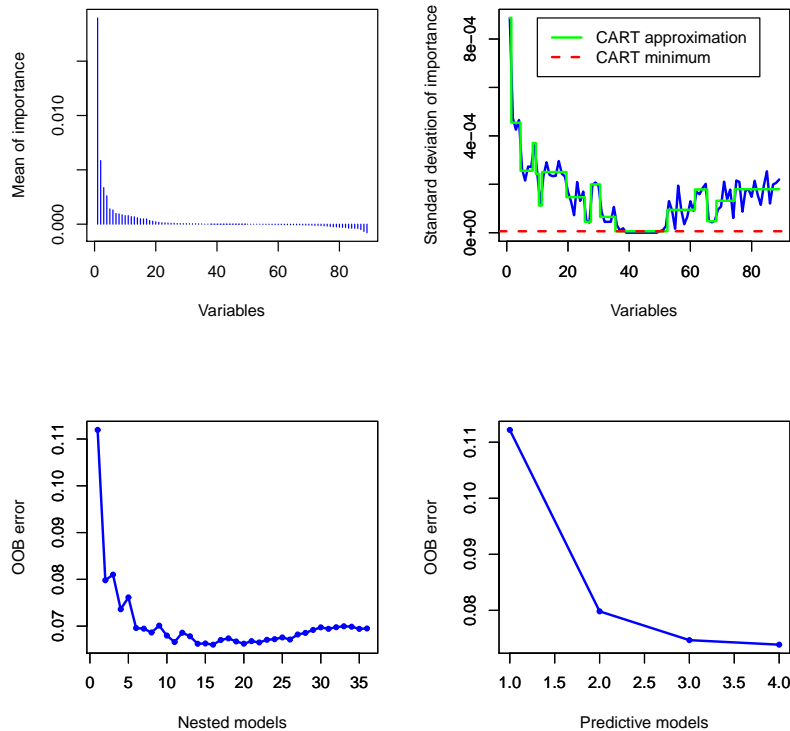 Mean of importance
0.000
0.010
0
20
40
60
80
Variables
Standard deviation of importance
0e+00
4e-04
8e-04
CART approximation
CART minimum
0
20
40
60
80
Variables
OOB error
0.07
0.08
0.09
0.10
0.11
0
5
10
15
20
25
30
35
Nested models
OOB error
0.08
0.09
0.10
0.11
1.0
1.5
2.0
2.5
3.0
3.5
4.0
Predictive models